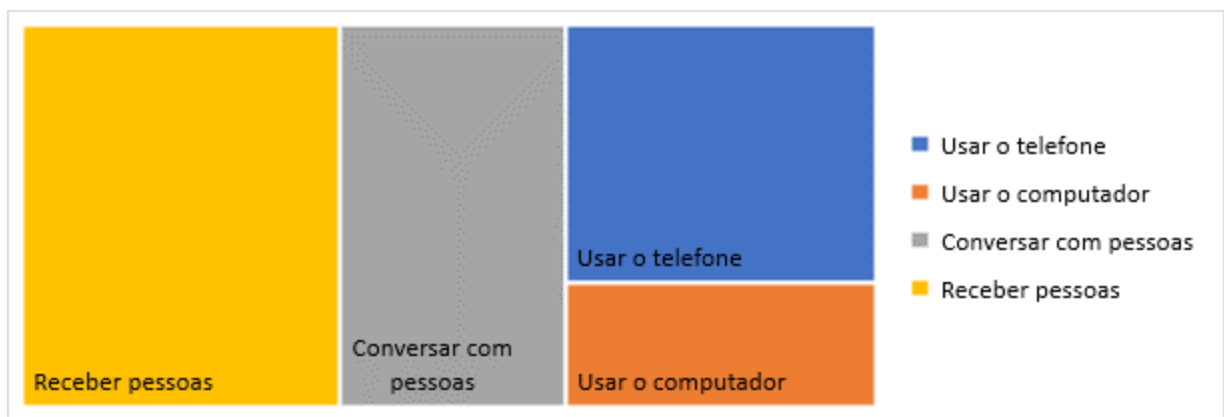 Receber pessoas
Conversar com
pessoas
Usar o telefone
Usar o computador
Usar o telefone
Usar o computador
Conversar com pessoas
Receber pessoas